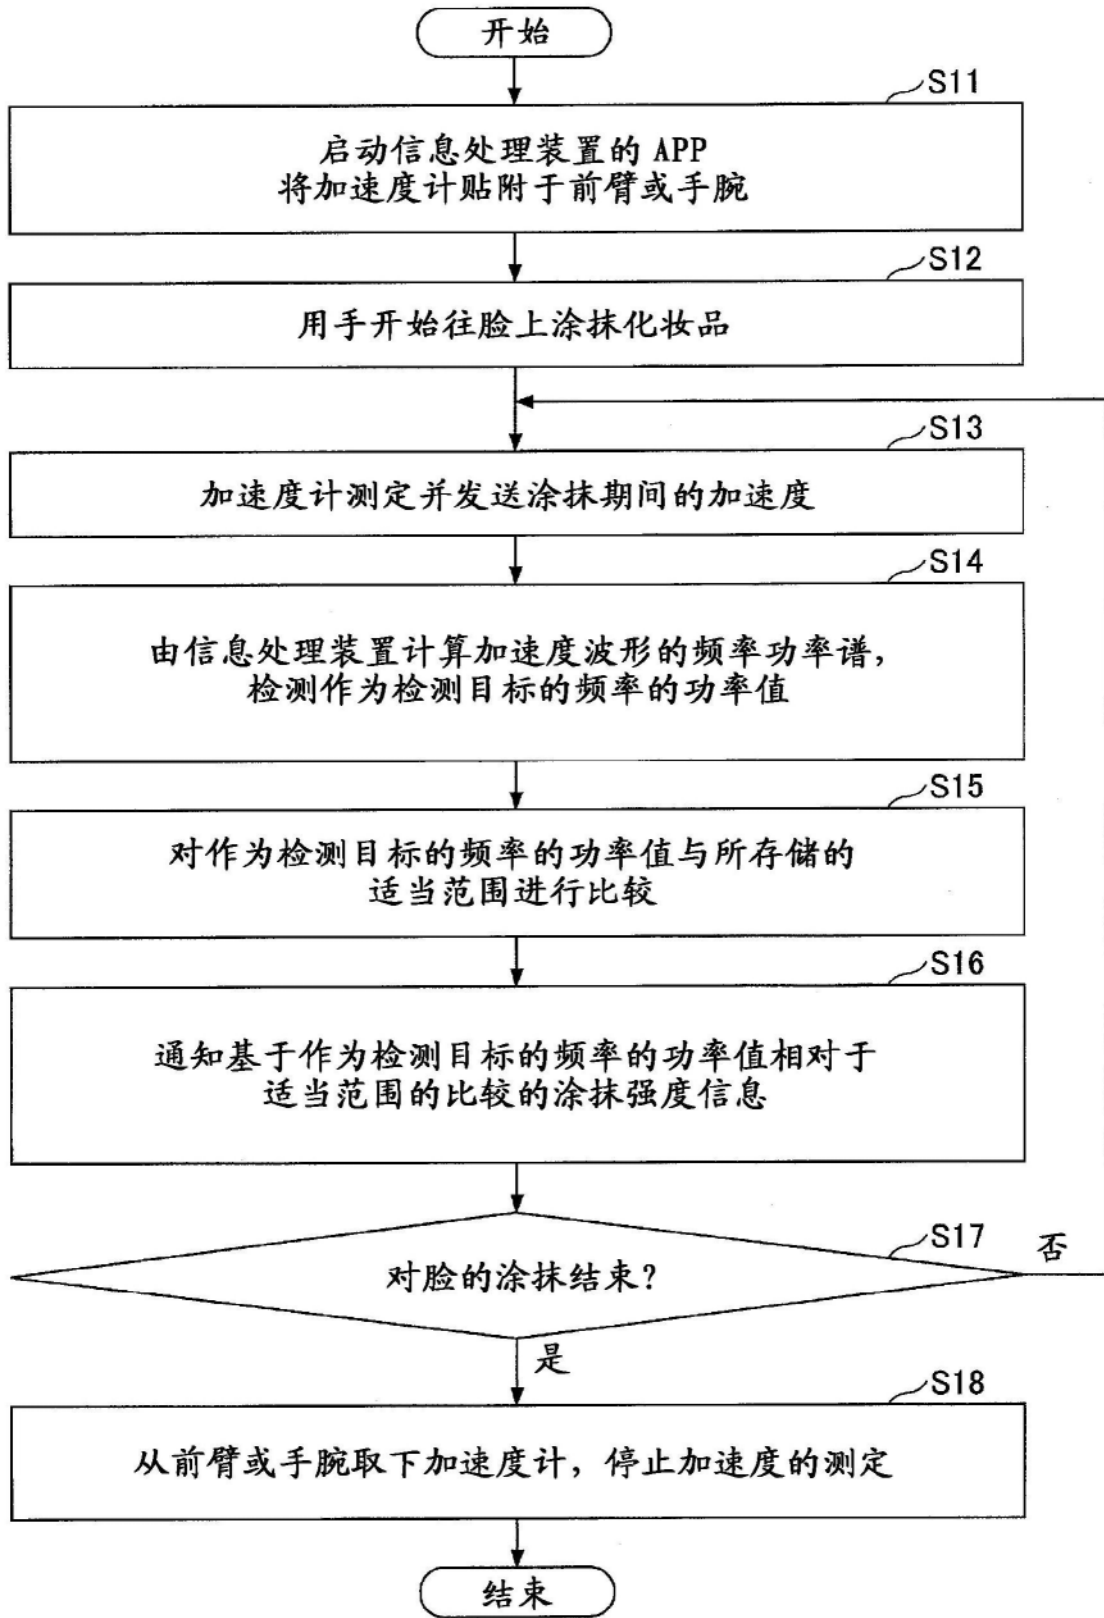 开始
S11
启动信息处理装置的 APP
将加速度计贴附于前臂或手腕
S12
用手开始往脸上涂抹化妆品
S13
加速度计测定并发送涂抹期间的加速度
S14
由信息处理装置计算加速度波形的频率功率谱，
检测作为检测目标的频率的功率值
S15
对作为检测目标的频率的功率值与所存储的
适当范围进行比较
S16
通知基于作为检测目标的频率的功率值相对于
适当范围的比较的涂抹强度信息
S17
否
对脸的涂抹结束?
是
S18
从前臂或手腕取下加速度计，停止加速度的测定
结束